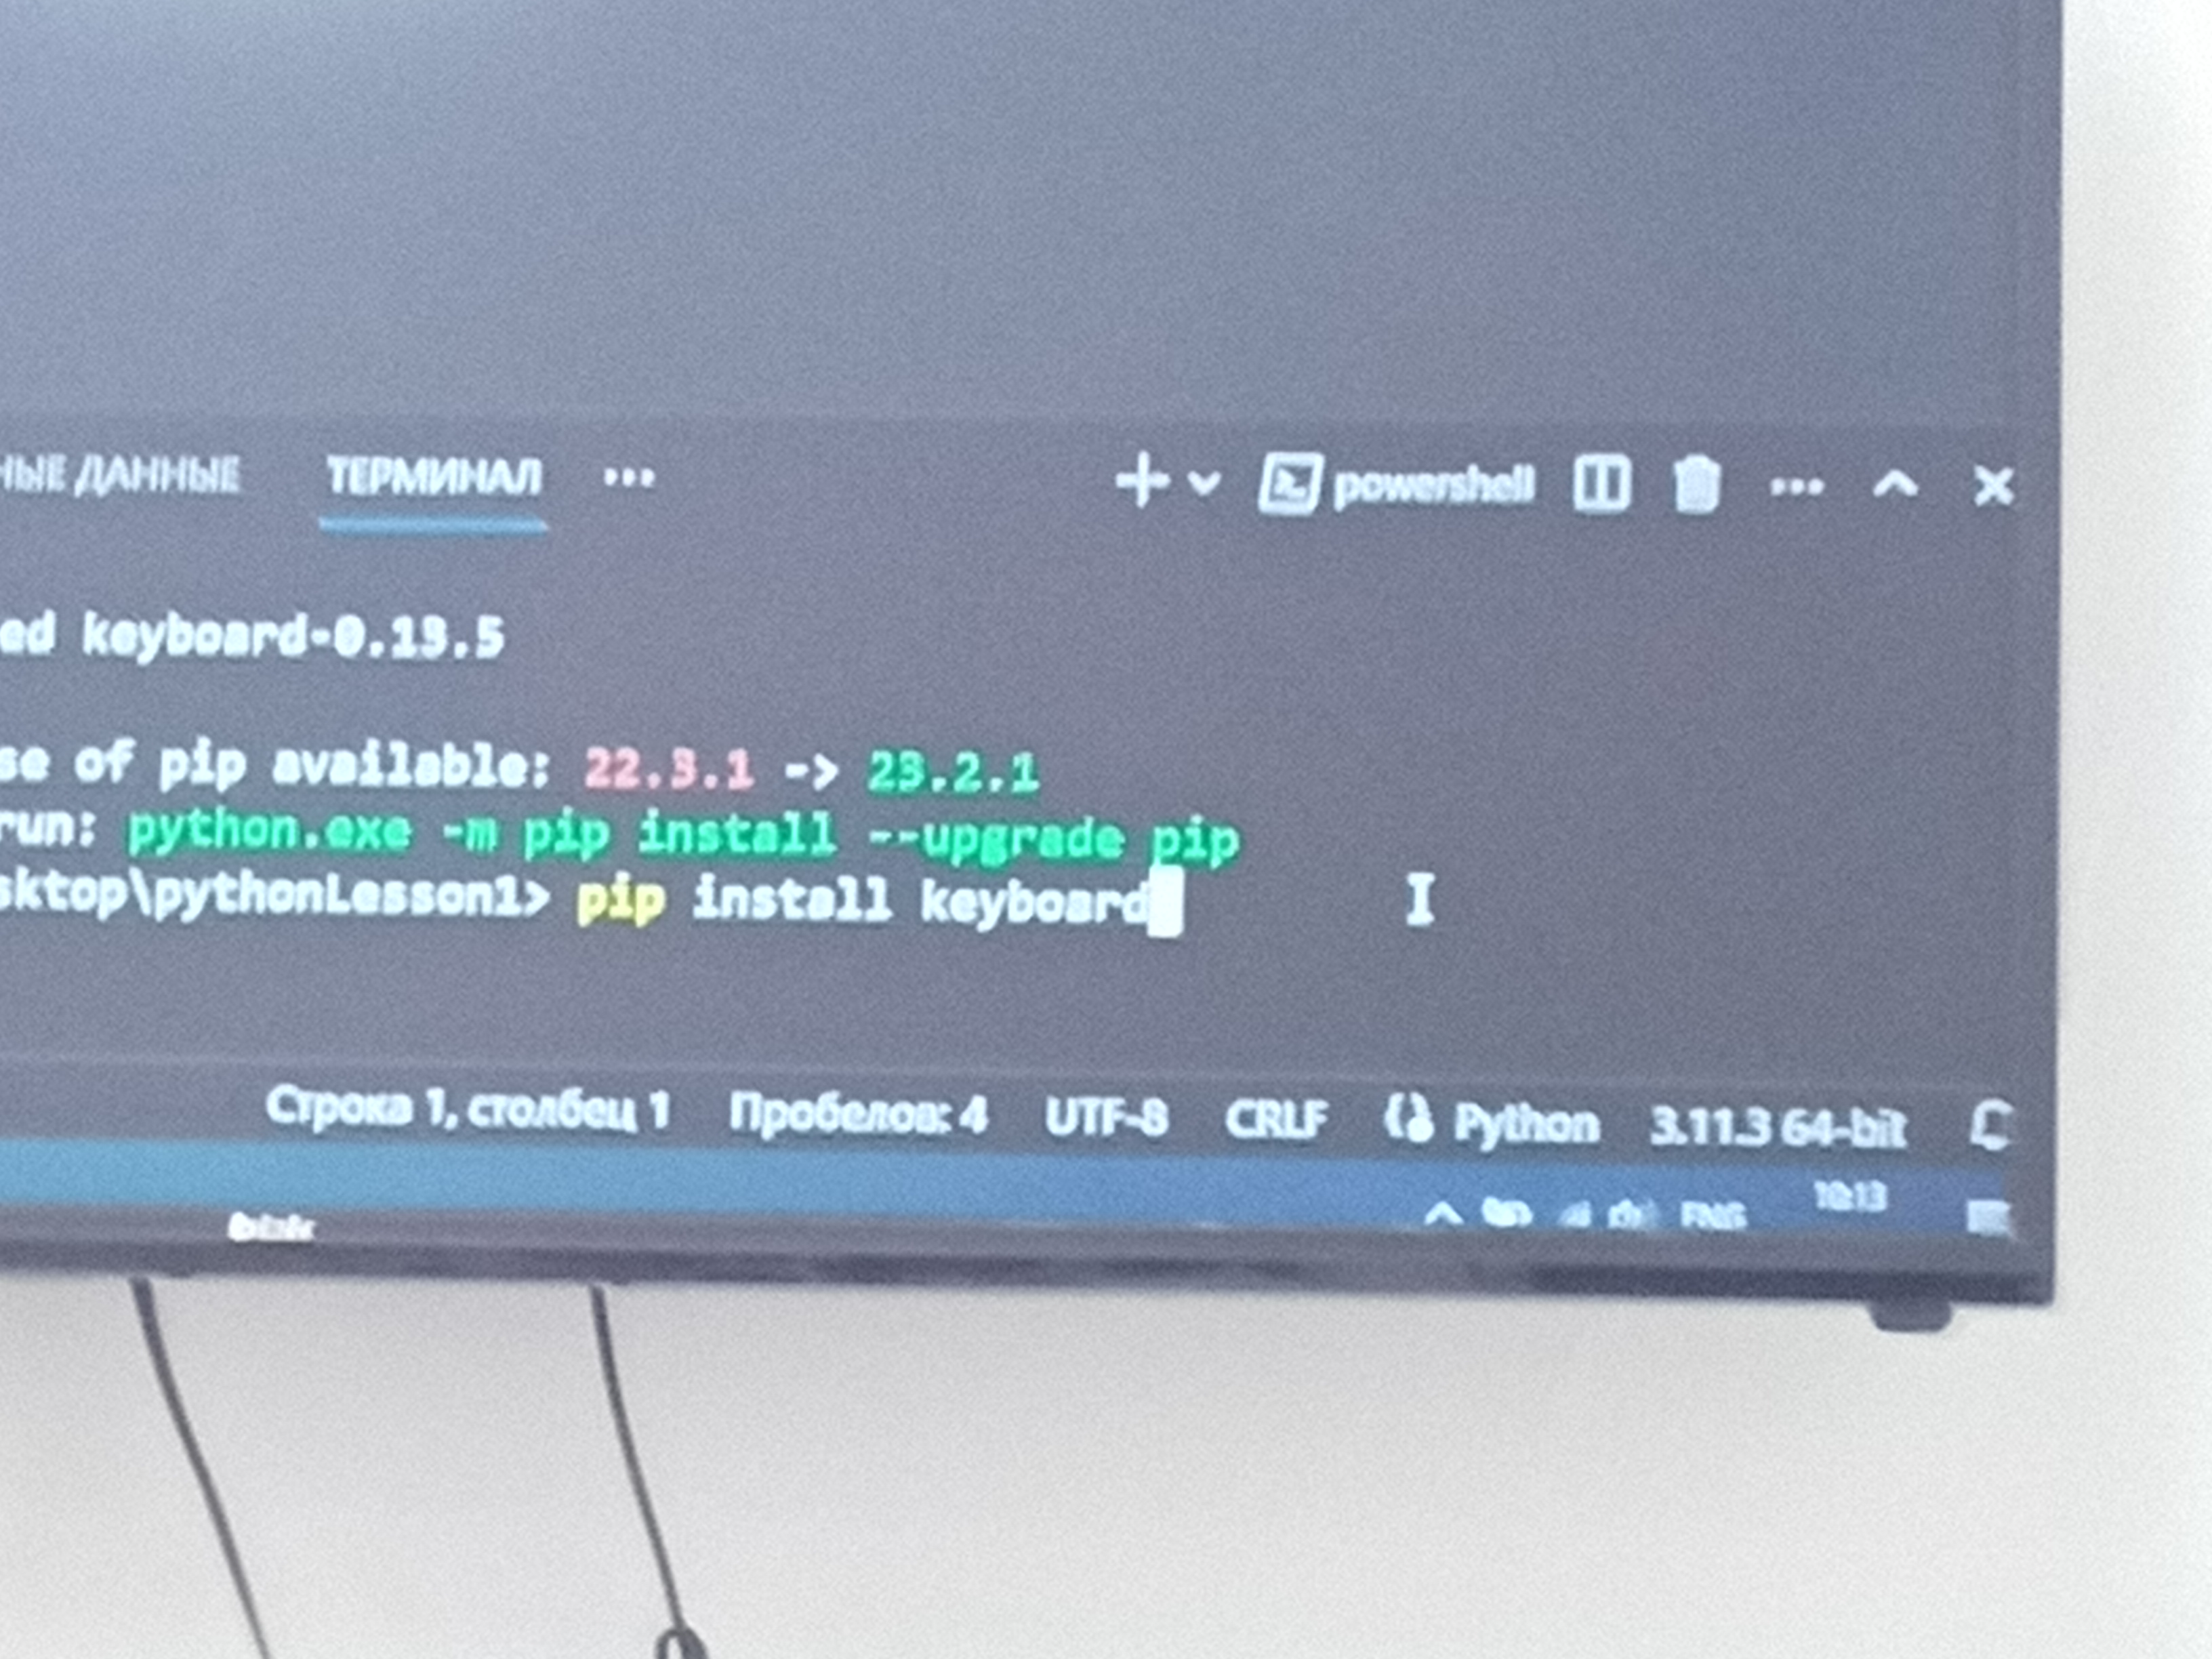 НЫЕ ДАННЫЕ ТЕРМИНАЛ ... powershell ...
ed keyboard-0.13.5
se of pip available: 22.3.1 -> 23.2.1
run: python.exe -m pip install --upgrade pip
sktop\pythonLesson1> pip install keyboard
Строка 1, столбец 1 Пробелов: 4 UTF-8 CRLF Python 3.11.3 64-bit
ENG